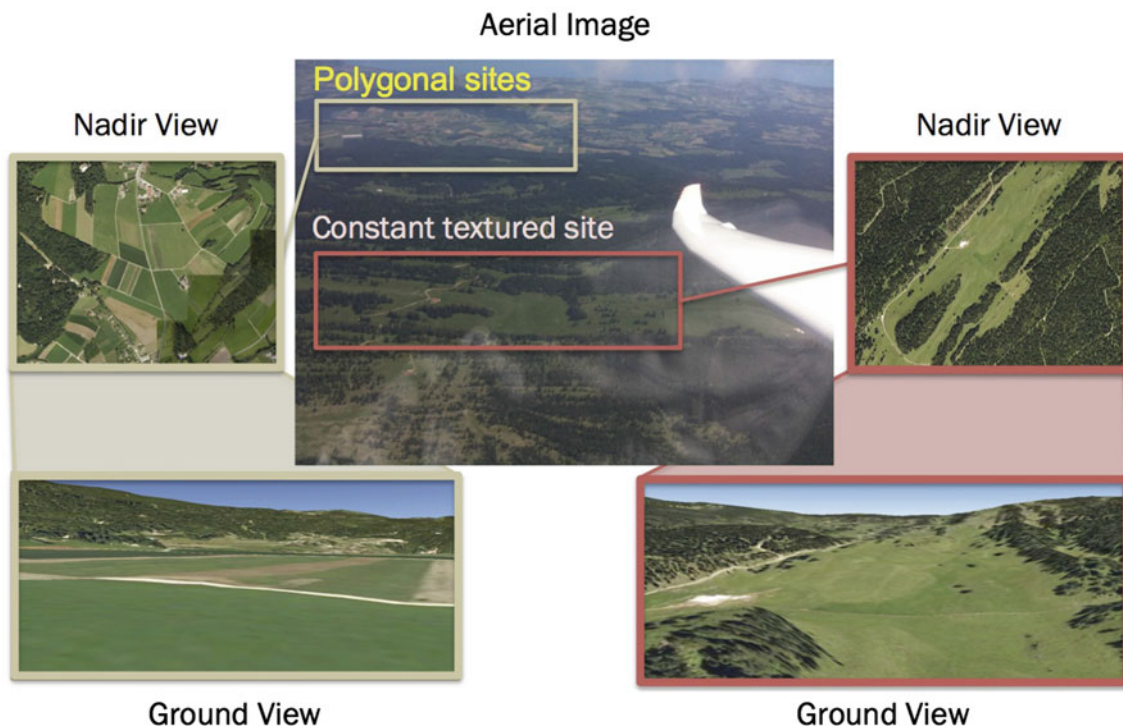 Aerial Image
Polygonal sites
Nadir View
Nadir View
Constant textured site
Ground View
Ground View